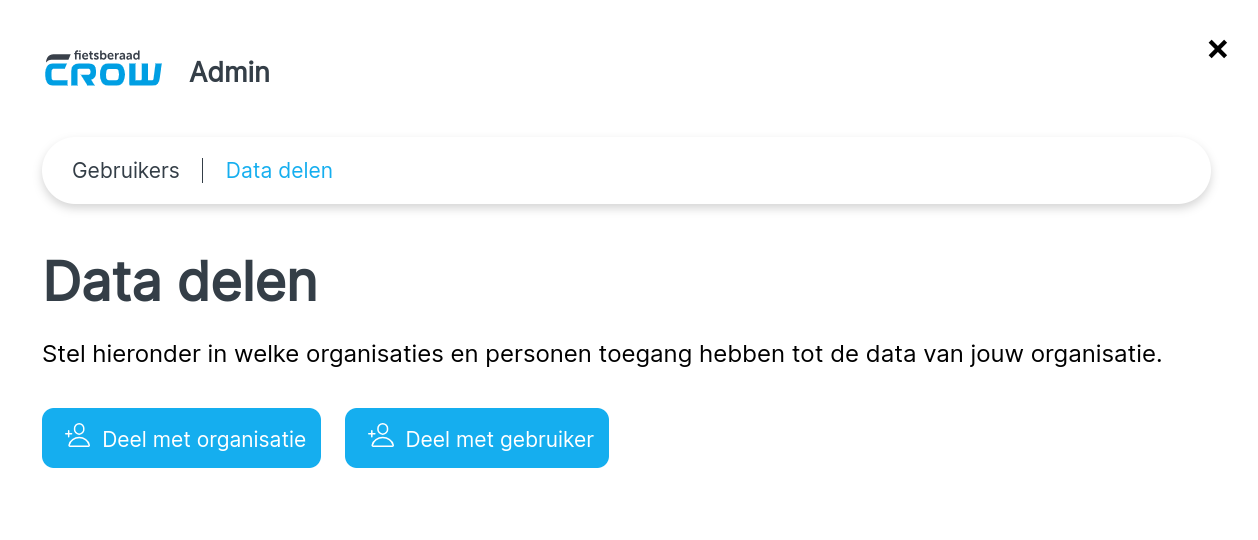 fietsberaad
CROW
Admin
Gebruikers
Data delen
Data delen
Stel hieronder in welke organisaties en personen toegang hebben tot de data van jouw organisatie.
Deel met organisatie
Deel met gebruiker